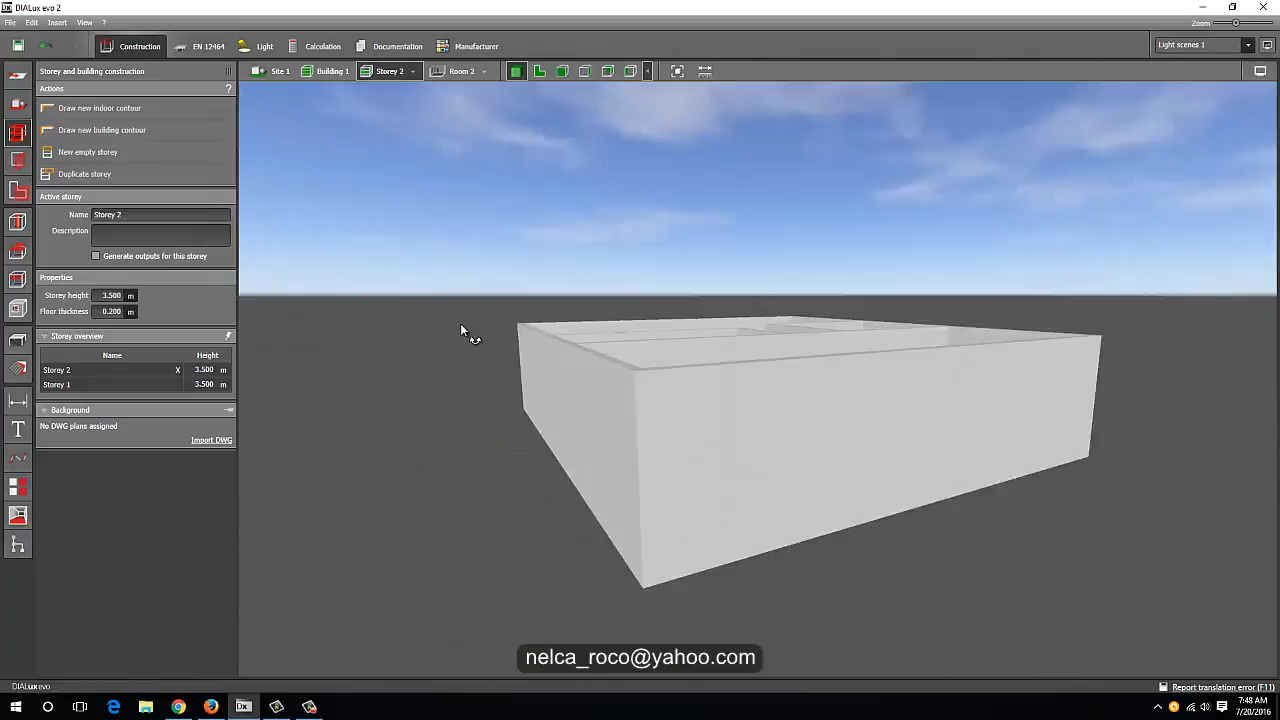 DIALux evo 2
File Edit Insert View ? Zoom
Construction EN 12464 Light Calculation Documentation Manufacturer Light scenes 1
Storey and building construction Site 1 Building 1 Storey 2 Room 2
Actions ?
Draw new indoor contour
Draw new building contour
New empty storey
Duplicate storey
Active storey
Name Storey 2
Description
Generate outputs for this storey
Properties
Storey height 3.500 m
Floor thickness 0.200 m
Storey overview
Name Height
Storey 2 X 3.500 m
Storey 1 3.500 m
Background
No DWG plans assigned
Import DWG
T
nelca_roco@yahoo.com
DIALux evo Report translation error (F11)
Dx 7:48 AM
7/20/2016